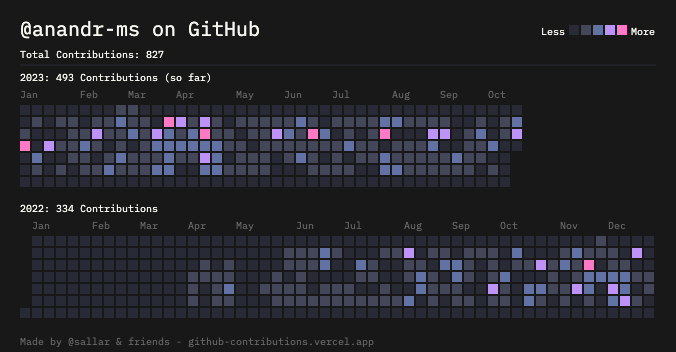 @anandr-ms on GitHub
Less More
Total Contributions: 827
2023: 493 Contributions (so far)
Jan Feb Mar Apr May Jun Jul Aug Sep Oct
2022: 334 Contributions
Jan Feb Mar Apr May Jun Jul Aug Sep Oct Nov Dec
Made by @sallar & friends - github-contributions.vercel.app